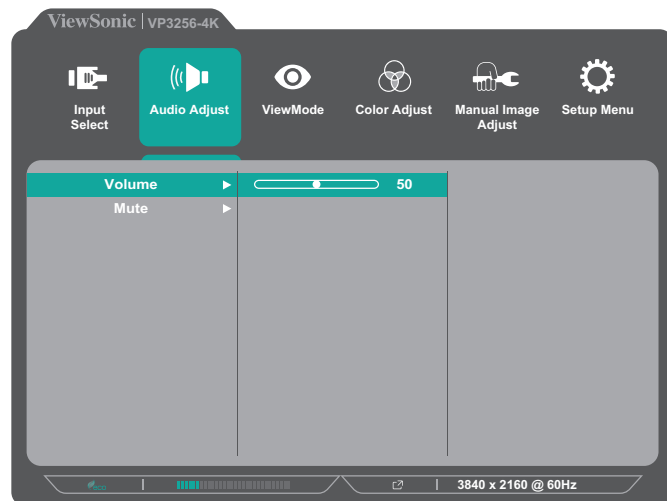 ViewSonic VP3256-4K
Input Select
Audio Adjust
ViewMode
Color Adjust
Manual Image Adjust
Setup Menu
Volume 50
Mute
3840 x 2160 @ 60Hz